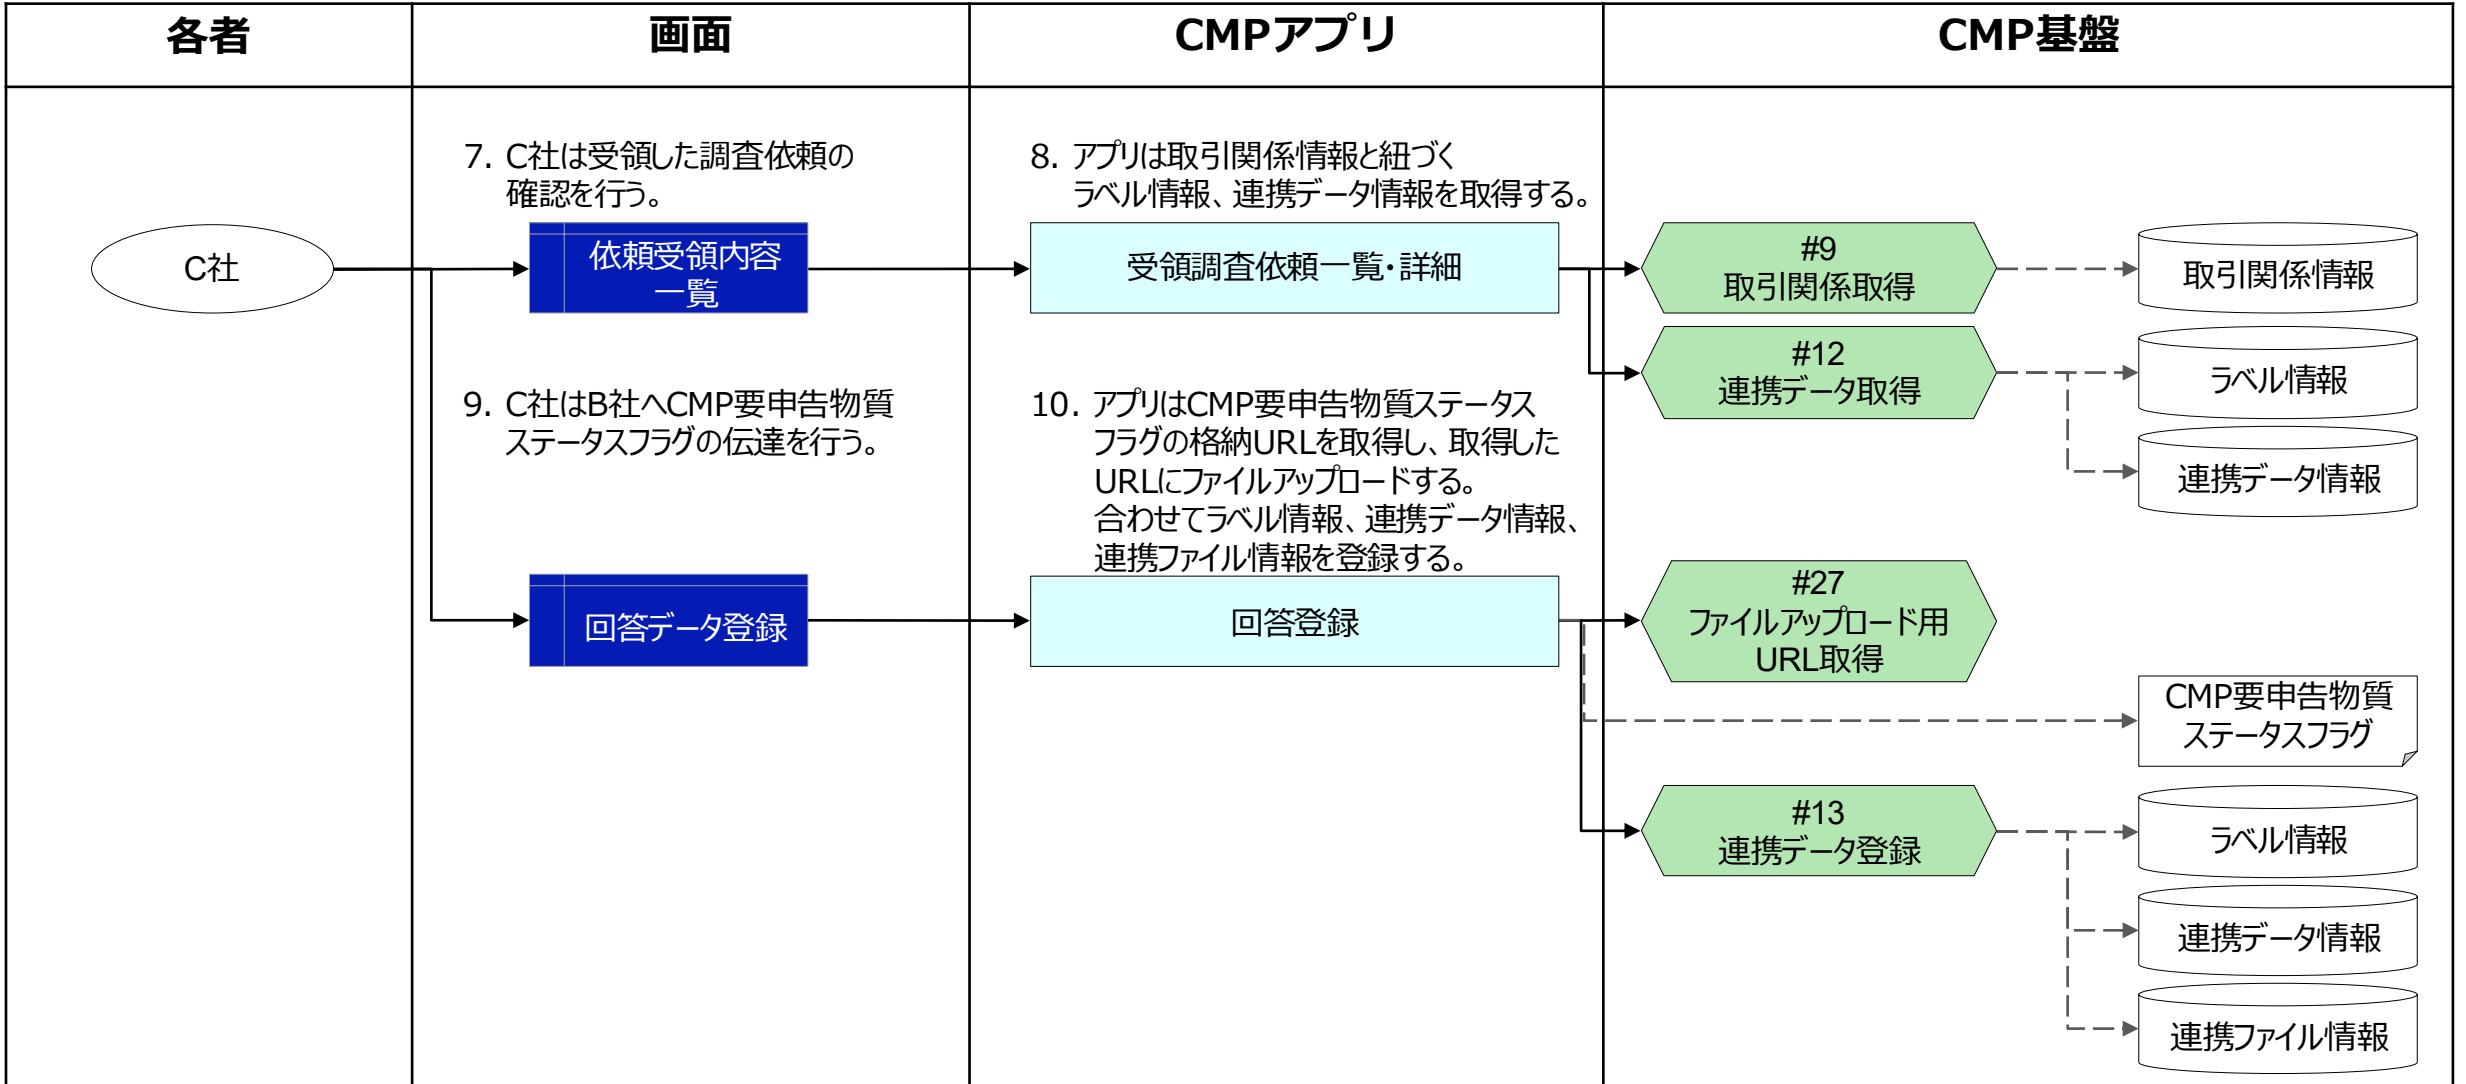 各者
画面
CMPアプリ
CMP基盤
7. C社は受領した調査依頼の
確認を行う。
8. アプリは取引関係情報と紐づく
ラベル情報、連携データ情報を取得する。
C社
依頼受領内容
一覧
受領調査依頼一覧・詳細
#9
取引関係取得
取引関係情報
#12
連携データ取得
ラベル情報
連携データ情報
9. C社はB社へCMP要申告物質
ステータスフラグの伝達を行う。
10. アプリはCMP要申告物質ステータス
フラグの格納URLを取得し、取得した
URLにファイルアップロードする。
合わせてラベル情報、連携データ情報、
連携ファイル情報を登録する。
回答データ登録
回答登録
#27
ファイルアップロード用
URL取得
CMP要申告物質
ステータスフラグ
#13
連携データ登録
ラベル情報
連携データ情報
連携ファイル情報